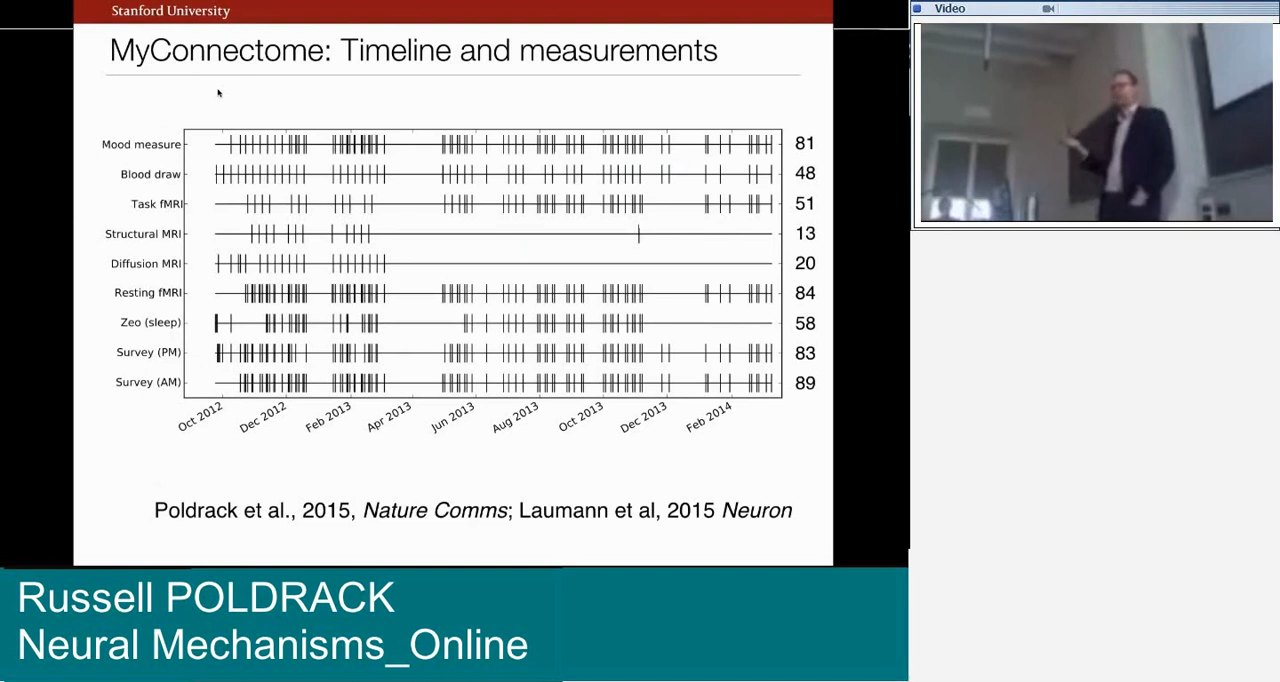 Stanford University
MyConnectome: Timeline and measurements
Mood measure 81
Blood draw 48
Task fMRI 51
Structural MRI 13
Diffusion MRI 20
Resting fMRI 84
Zeo (sleep) 58
Survey (PM) 83
Survey (AM) 89
Oct 2012 Dec 2012 Feb 2013 Apr 2013 Jun 2013 Aug 2013 Oct 2013 Dec 2013 Feb 2014
Poldrack et al., 2015, Nature Comms; Laumann et al, 2015 Neuron
Russell POLDRACK
Neural Mechanisms_Online
Video